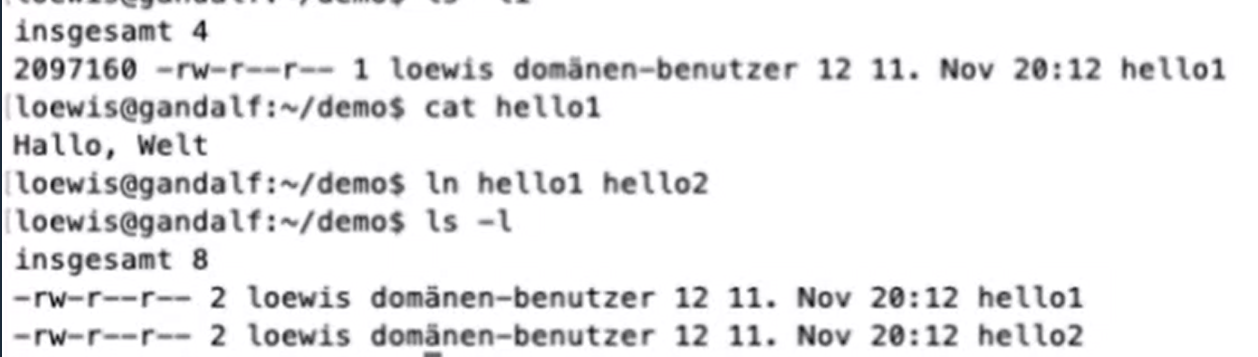 insgesamt 4
2097160 -rw-r--r-- 1 loewis domänen-benutzer 12 11. Nov 20:12 hello1
[loewis@gandalf:~/demo$ cat hello1
Hallo, Welt
[loewis@gandalf:~/demo$ ln hello1 hello2
[loewis@gandalf:~/demo$ ls -l
insgesamt 8
-rw-r--r-- 2 loewis domänen-benutzer 12 11. Nov 20:12 hello1
-rw-r--r-- 2 loewis domänen-benutzer 12 11. Nov 20:12 hello2